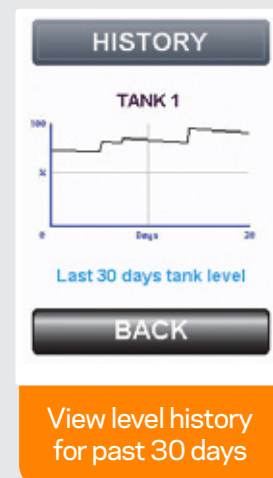 HISTORY
TANK 1
100
%
0 Days 30
Last 30 days tank level
BACK
View level history
for past 30 days